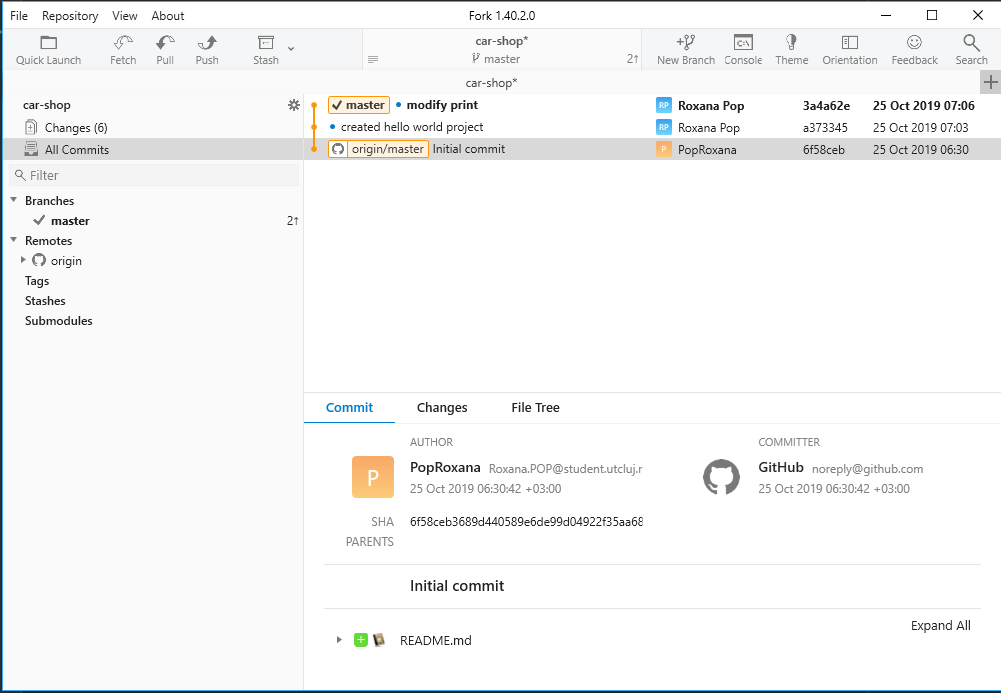 File Repository View About Fork 1.40.2.0
Quick Launch Fetch Pull Push Stash car-shop* master 2↑ New Branch Console Theme Orientation Feedback Search
car-shop*
car-shop
Changes (6)
All Commits
Filter
Branches
master 2↑
Remotes
origin
Tags
Stashes
Submodules
master modify print RP Roxana Pop 3a4a62e 25 Oct 2019 07:06
created hello world project RP Roxana Pop a373345 25 Oct 2019 07:03
origin/master Initial commit P PopRoxana 6f58ceb 25 Oct 2019 06:30
Commit Changes File Tree
AUTHOR COMMITTER
P PopRoxana Roxana.POP@student.utcluj.r GitHub noreply@github.com
25 Oct 2019 06:30:42 +03:00 25 Oct 2019 06:30:42 +03:00
SHA 6f58ceb3689d440589e6de99d04922f35aa68
PARENTS
Initial commit
Expand All
README.md